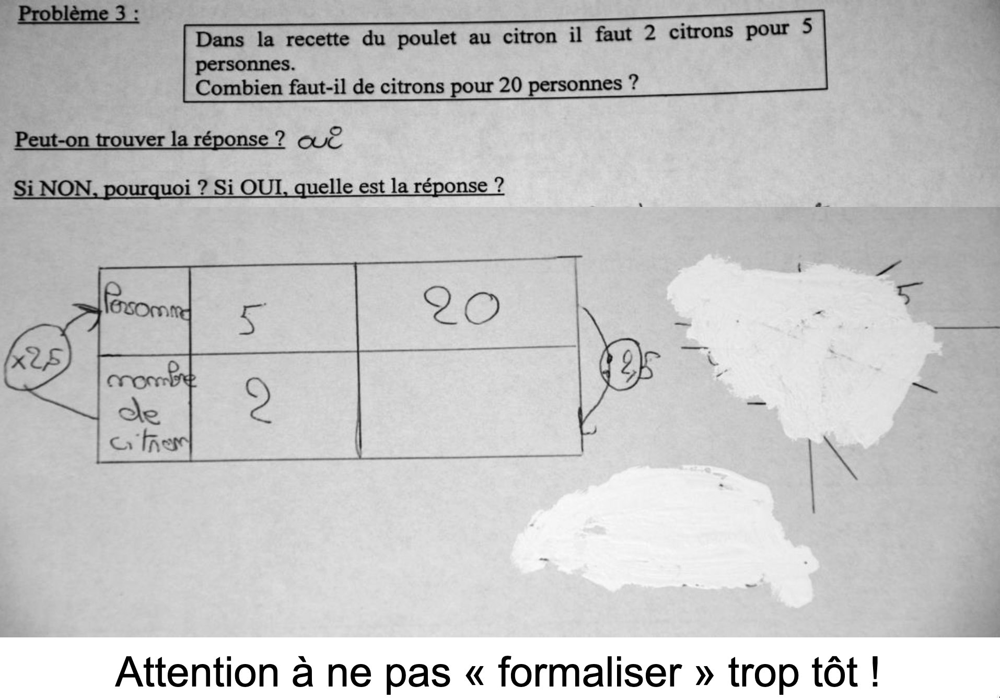 Problème 3 :
Dans la recette du poulet au citron il faut 2 citrons pour 5
personnes.
Combien faut-il de citrons pour 20 personnes ?
Peut-on trouver la réponse ? oui
Si NON, pourquoi ? Si OUI, quelle est la réponse ?
Personne 5 20
x2,5 : 2,5
nombre 2
de
citron
5
Attention à ne pas « formaliser » trop tôt !